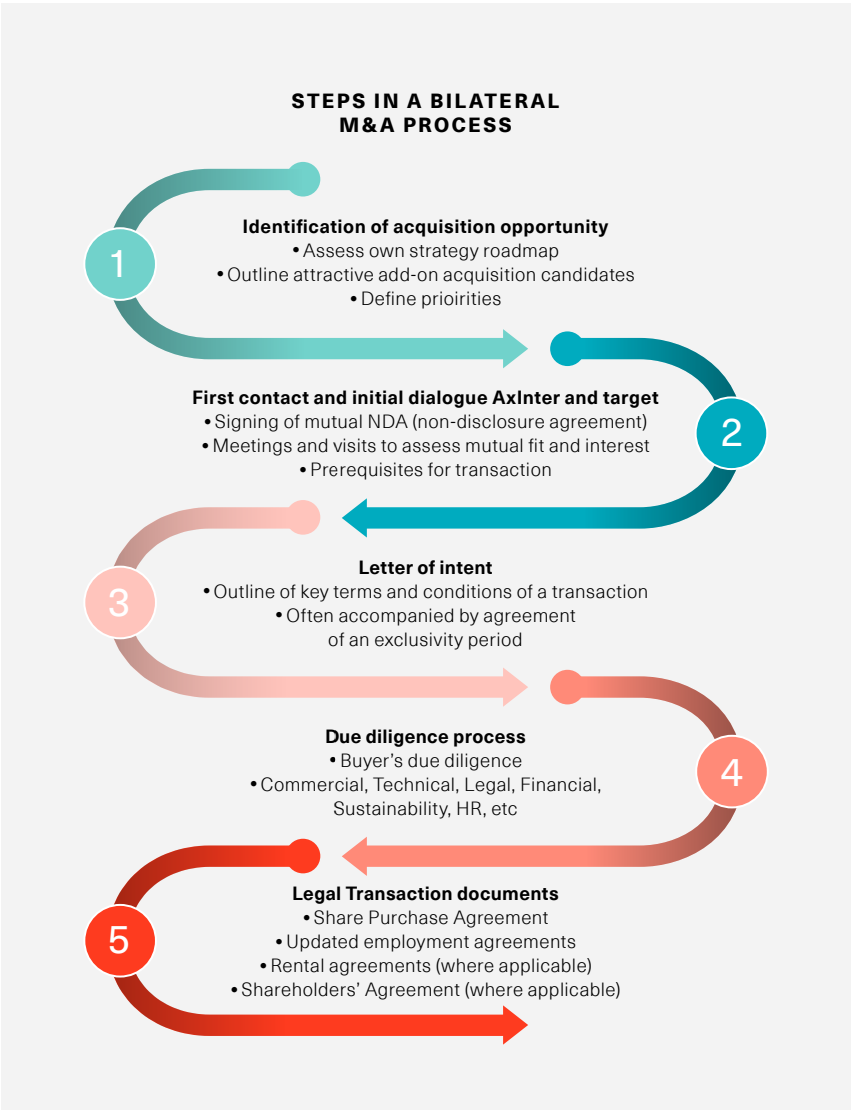 STEPS IN A BILATERAL
M&A PROCESS
1
Identification of acquisition opportunity
• Assess own strategy roadmap
• Outline attractive add-on acquisition candidates
• Define prioirities
2
First contact and initial dialogue AxInter and target
• Signing of mutual NDA (non-disclosure agreement)
• Meetings and visits to assess mutual fit and interest
• Prerequisites for transaction
3
Letter of intent
• Outline of key terms and conditions of a transaction
• Often accompanied by agreement
of an exclusivity period
4
Due diligence process
• Buyer’s due diligence
• Commercial, Technical, Legal, Financial,
Sustainability, HR, etc
5
Legal Transaction documents
• Share Purchase Agreement
• Updated employment agreements
• Rental agreements (where applicable)
• Shareholders’ Agreement (where applicable)